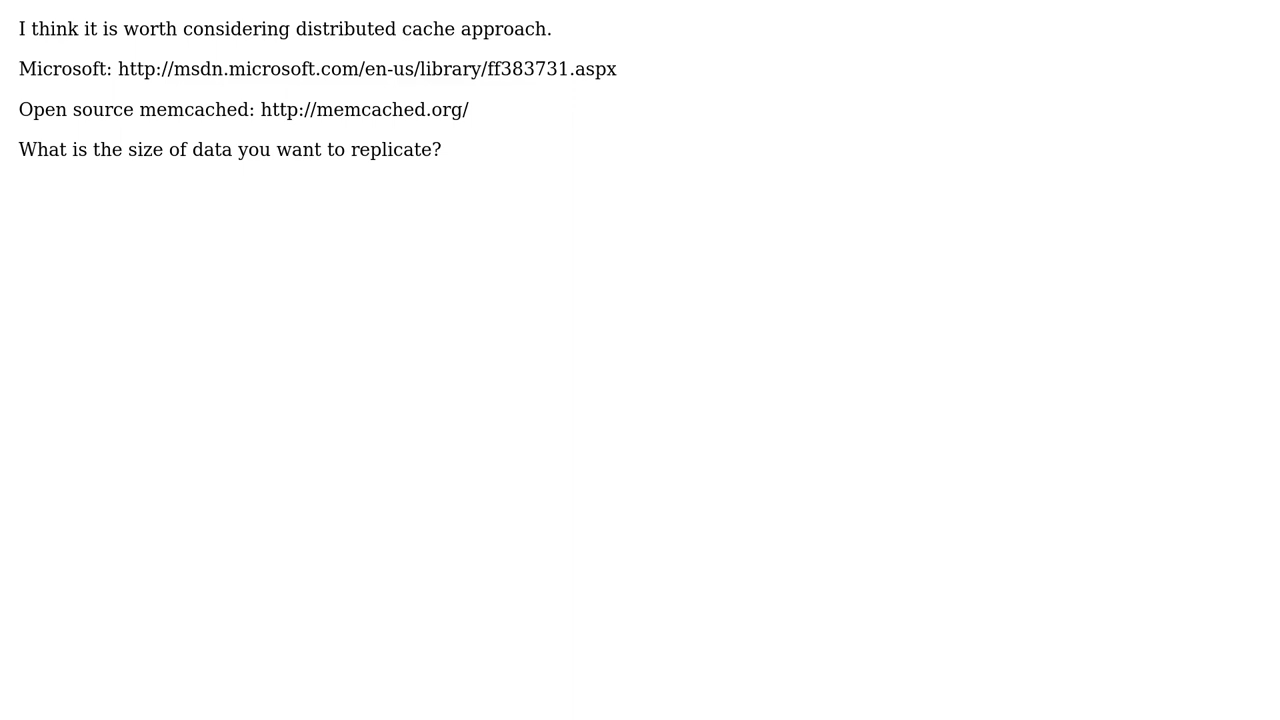 I think it is worth considering distributed cache approach.
Microsoft: http://msdn.microsoft.com/en-us/library/ff383731.aspx
Open source memcached: http://memcached.org/
What is the size of data you want to replicate?